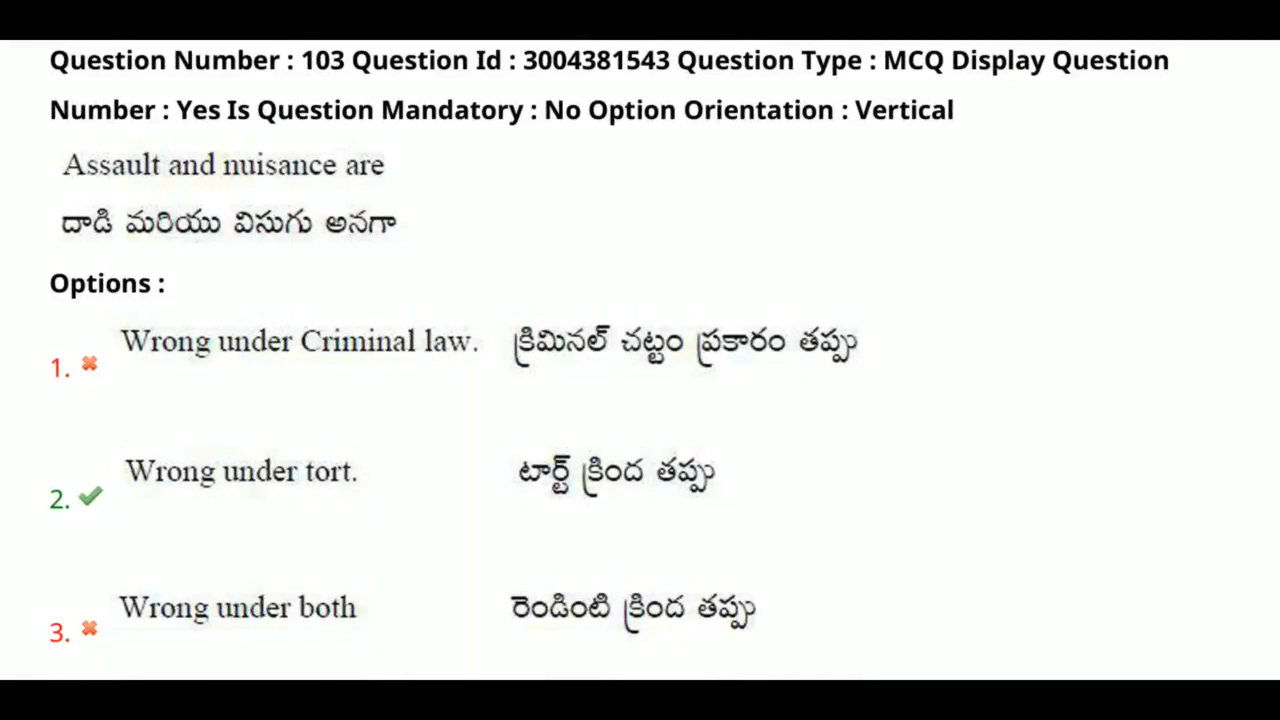 Question Number : 103 Question Id : 3004381543 Question Type : MCQ Display Question
Number : Yes Is Question Mandatory : No Option Orientation : Vertical
Assault and nuisance are
దాడి మరియు విసుగు అనగా
Options :
Wrong under Criminal law. క్రిమినల్ చట్టం ప్రకారం తప్పు
1.
Wrong under tort. టార్ట్ క్రింద తప్పు
2.
Wrong under both రెండింటి క్రింద తప్పు
3.